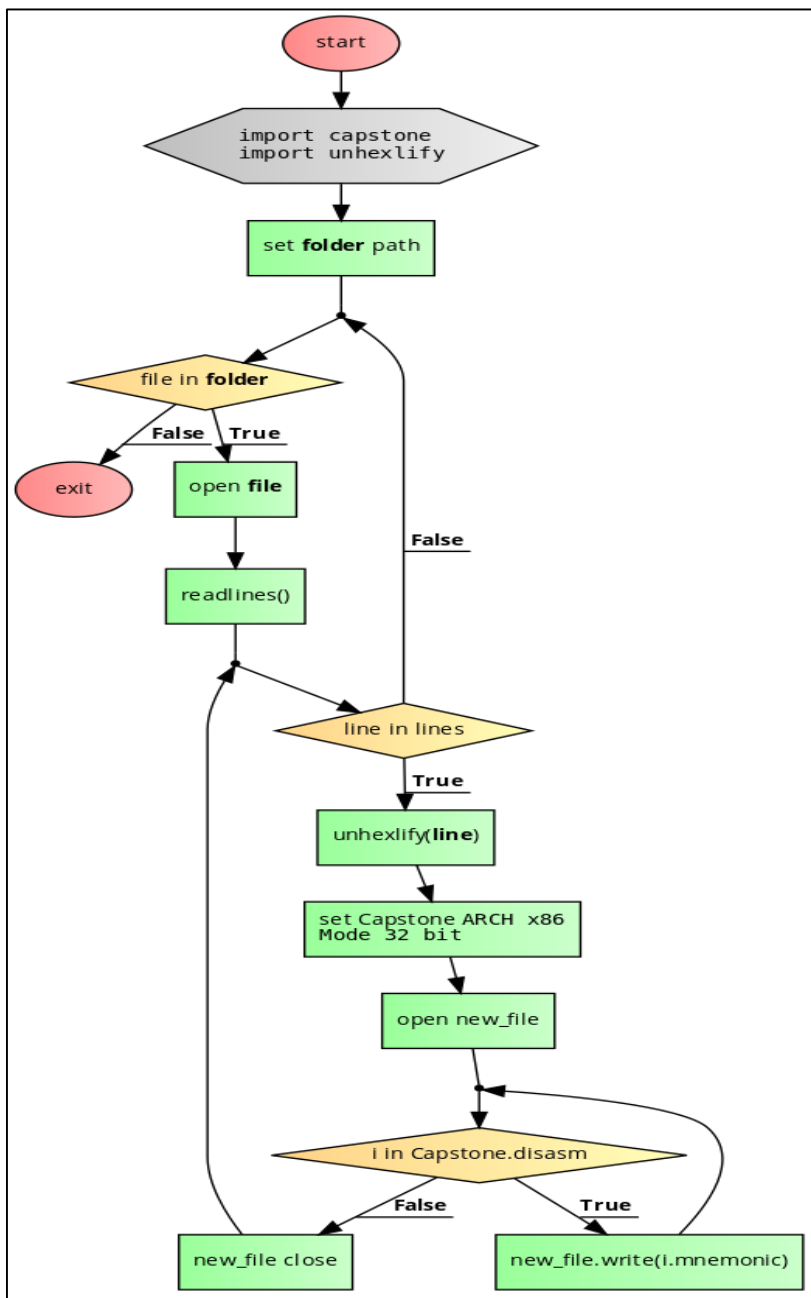 start
import capstone
import unhexlify
set folder path
file in folder
False
True
exit
open file
False
readlines()
line in lines
True
unhexlify(line)
set Capstone ARCH x86
Mode 32 bit
open new_file
i in Capstone.disasm
False
True
new_file close
new_file.write(i.mnemonic)